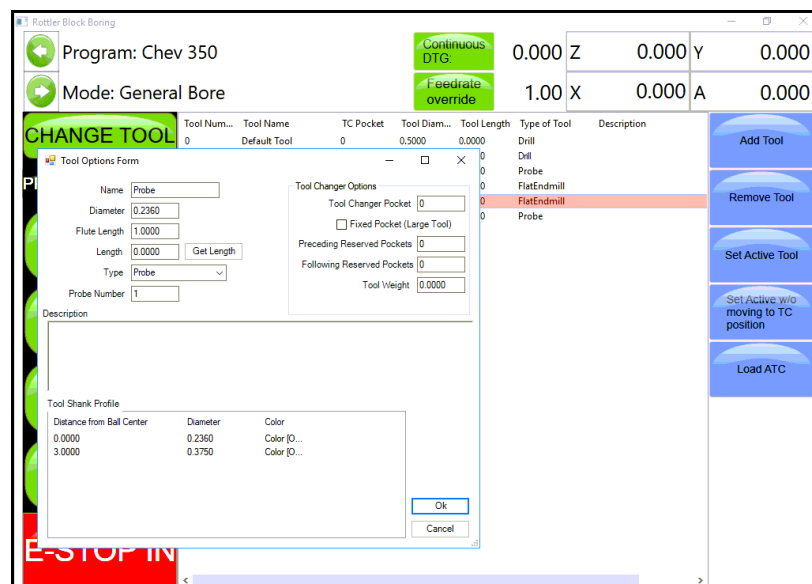 Rottler Block Boring
Program: Chev 350
Continuous DTG:
0.000 Z 0.000 Y 0.000
Mode: General Bore
Feedrate override
1.00 X 0.000 A 0.000
CHANGE TOOL
Tool Num... Tool Name TC Pocket Tool Diam... Tool Length Type of Tool Description
0 Default Tool 0 0.5000 0.0000 Drill
0 Drill
0 Probe
0 FlatEndmill
0 FlatEndmill
0 Probe
Add Tool
Remove Tool
Set Active Tool
Set Active w/o moving to TC position
Load ATC
Tool Options Form
Name Probe
Diameter 0.2360
Flute Length 1.0000
Length 0.0000 Get Length
Type Probe
Probe Number 1
Tool Changer Options
Tool Changer Pocket 0
Fixed Pocket (Large Tool)
Preceding Reserved Pockets 0
Following Reserved Pockets 0
Tool Weight 0.0000
Description
Tool Shank Profile
Distance from Ball Center Diameter Color
0.0000 0.2360 Color [O...
3.0000 0.3750 Color [O...
Ok
Cancel
E-STOP IN